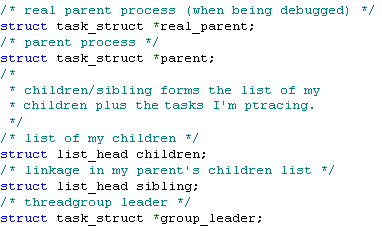 /* real parent process (when being debugged) */
struct task_struct *real_parent;
/* parent process */
struct task_struct *parent;
/*
* children/sibling forms the list of my
* children plus the tasks I'm ptracing.
*/
/* list of my children */
struct list_head children;
/* linkage in my parent's children list */
struct list_head sibling;
/* threadgroup leader */
struct task_struct *group_leader;